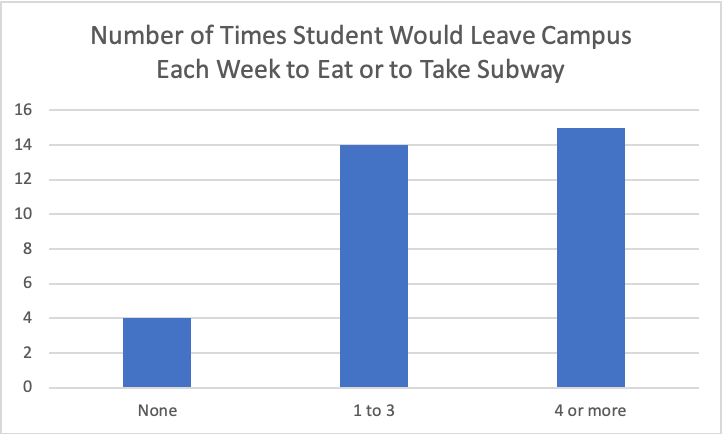 Number of Times Student Would Leave Campus
Each Week to Eat or to Take Subway
16
14
12
10
8
6
4
2
0
None
1 to 3
4 or more